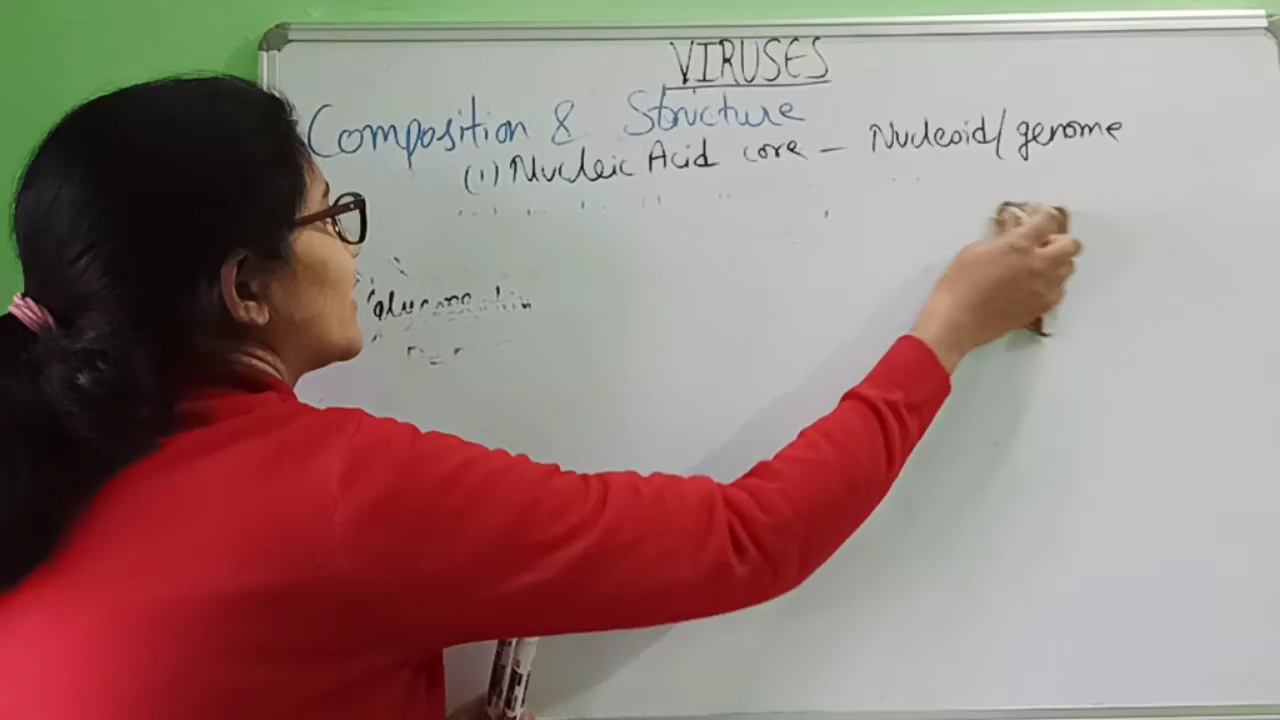 VIRUSES
Composition & Structure
(1) Nucleic Acid core - Nucleoid/genome